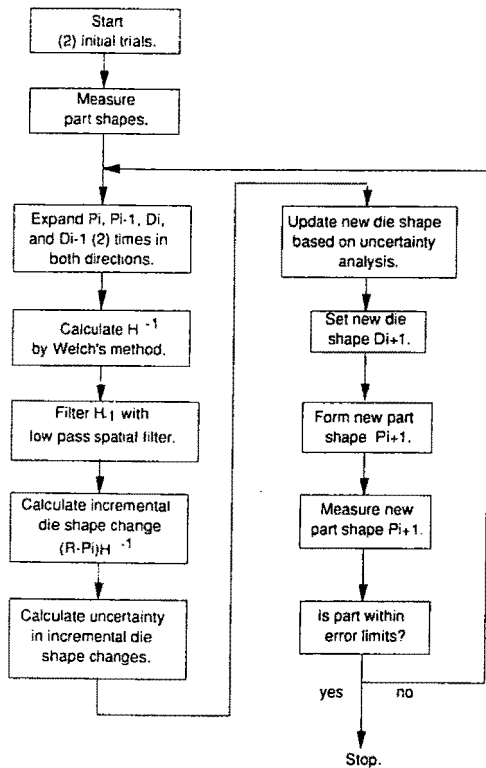 Start
(2) initial trials.
Measure
part shapes.
Expand Pi, Pi-1, Di,
and Di-1 (2) times in
both directions.
Calculate H -1
by Welch's method.
Filter H-1 with
low pass spatial filter.
Calculate incremental
die shape change
(R-Pi)H -1
Calculate uncertainty
in incremental die
shape changes.
Update new die shape
based on uncertainty
analysis.
Set new die
shape Di+1.
Form new part
shape Pi+1.
Measure new
part shape Pi+1.
Is part within
error limits?
yes no
Stop.